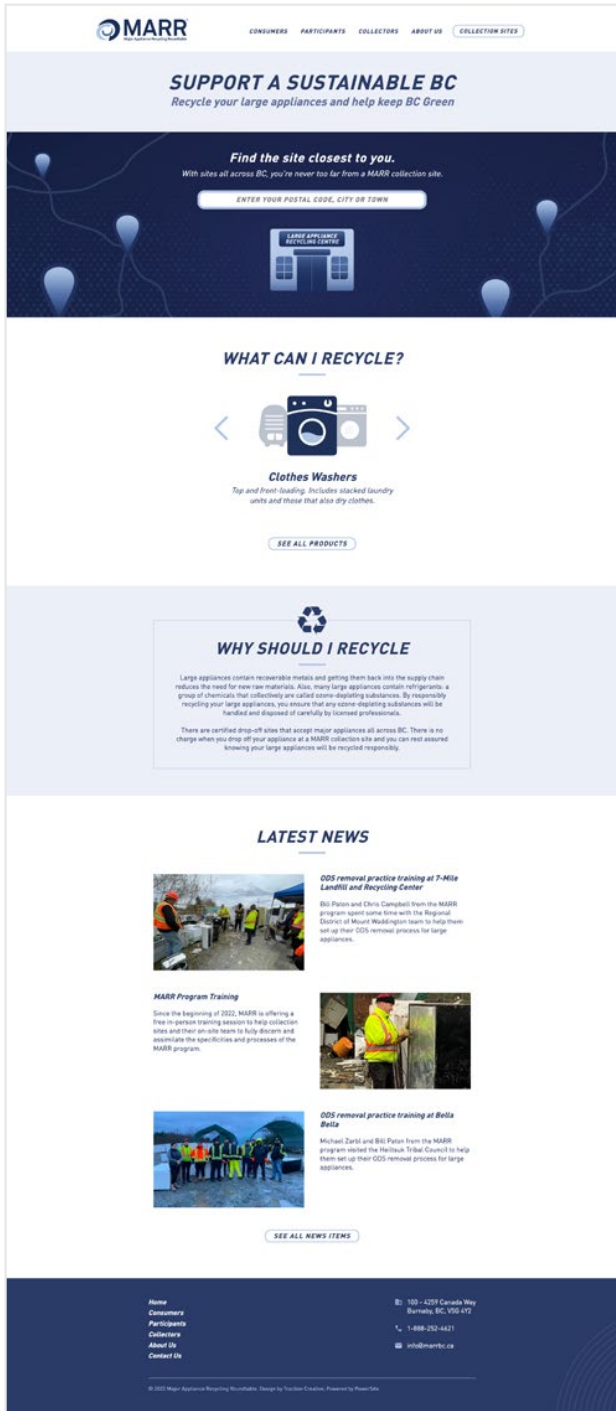 MARR
Major Appliance Recycling Roundtable
CONSUMERS PARTICIPANTS COLLECTORS ABOUT US COLLECTION SITES
SUPPORT A SUSTAINABLE BC
Recycle your large appliances and help keep BC Green
Find the site closest to you.
With sites all across BC, you're never too far from a MARR collection site.
ENTER YOUR POSTAL CODE, CITY OR TOWN
LARGE APPLIANCE
RECYCLING CENTRE
WHAT CAN I RECYCLE?
Clothes Washers
Top and front-loading. Includes stacked laundry
units and those that also dry clothes.
SEE ALL PRODUCTS
WHY SHOULD I RECYCLE
Large appliances contain recoverable metals and getting them back into the supply chain
reduces the need for new raw materials. Also, many large appliances contain refrigerants: a
group of chemicals that collectively are called ozone-depleting substances. By responsibly
recycling your large appliances, you ensure that any ozone-depleting substances will be
handled and disposed of carefully by licensed professionals.
There are certified drop-off sites that accept major appliances all across BC. There is no
charge when you drop off your appliance at a MARR collection site and you can rest assured
knowing your large appliances will be recycled responsibly.
LATEST NEWS
ODS removal practice training at 7-Mile
Landfill and Recycling Center
Bill Paton and Chris Campbell from the MARR
program spent some time with the Regional
District of Mount Waddington team to help them
set up their ODS removal process for large
appliances.
MARR Program Training
Since the beginning of 2022, MARR is offering a
free in-person training session to help collection
sites and their on-site team to fully discern and
assimilate the specificities and processes of the
MARR program.
ODS removal practice training at Bella
Bella
Michael Zarbl and Bill Paton from the MARR
program visited the Heiltsuk Tribal Council to help
them set up their ODS removal process for large
appliances.
SEE ALL NEWS ITEMS
Home
Consumers
Participants
Collectors
About Us
Contact Us
100 - 4259 Canada Way
Burnaby, BC, V5G 4Y2
1-888-252-4621
info@marrbc.ca
© 2023 Major Appliance Recycling Roundtable. Design by Traction Creative, Powered by PowerSite